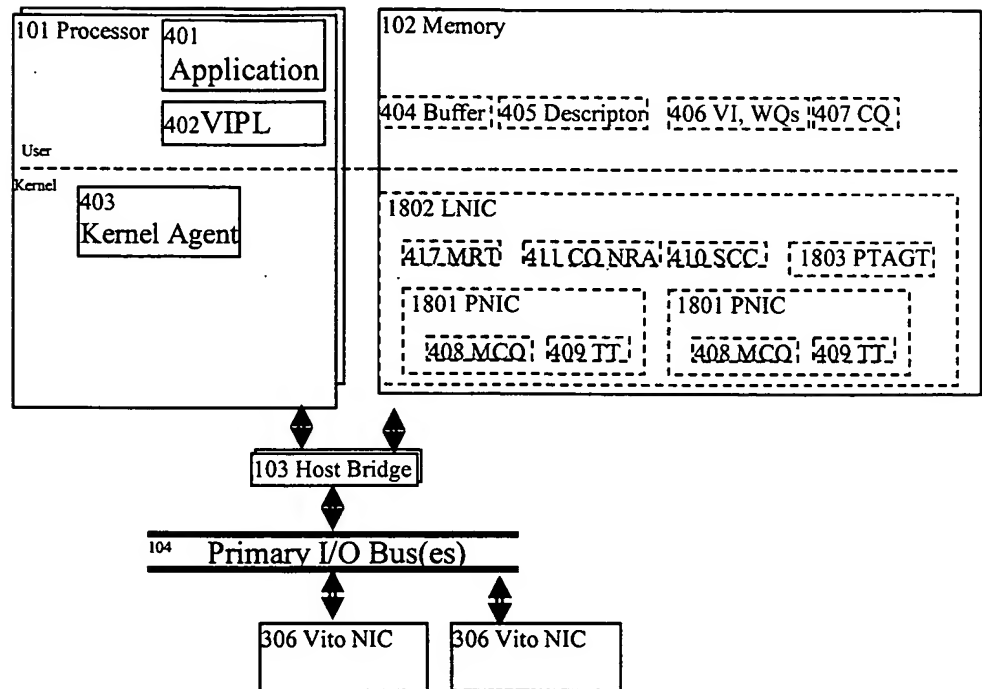 101 Processor
401
Application
402 VIPL
User
Kernel
403
Kernel Agent
102 Memory
404 Buffer
405 Descriptor
406 VI, WQs
407 CQ
1802 LNIC
417 MRT
411 CQ NRA
410 SCC
1803 PTAGT
1801 PNIC
408 MCQ
409 TT
1801 PNIC
408 MCQ
409 TT
103 Host Bridge
104 Primary I/O Bus(es)
306 Vito NIC
306 Vito NIC